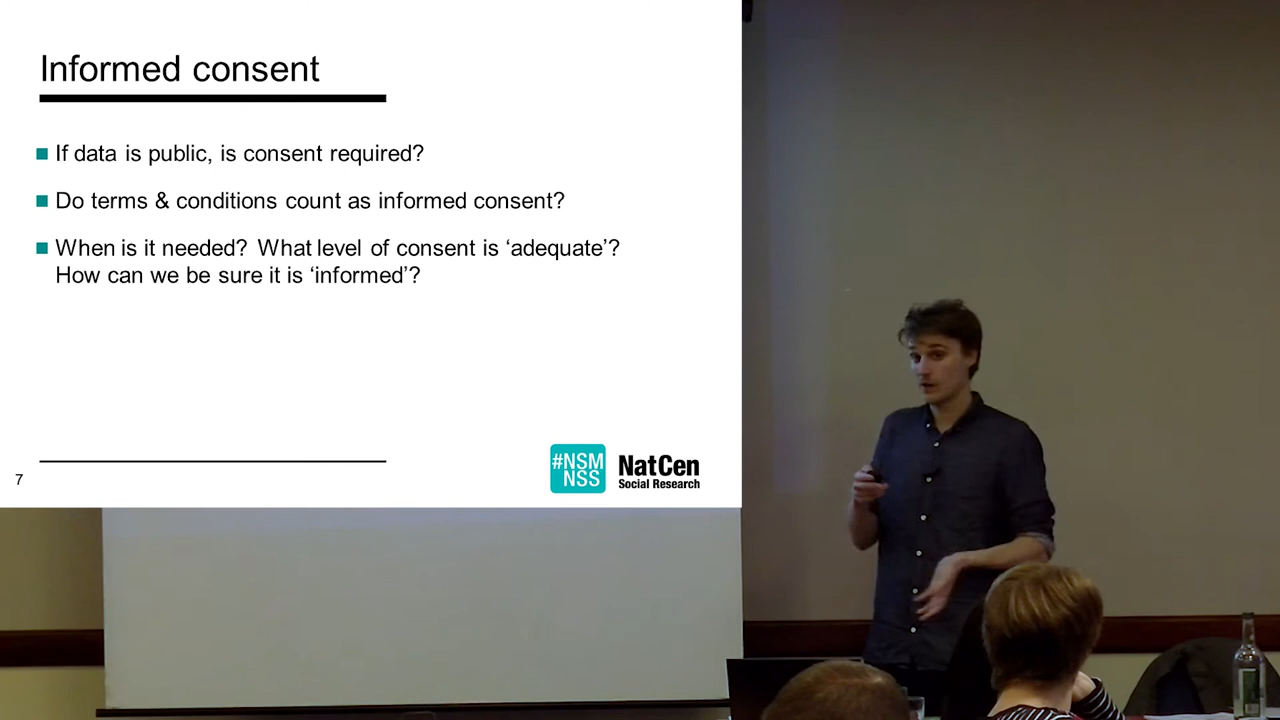 Informed consent
If data is public, is consent required?
Do terms & conditions count as informed consent?
When is it needed? What level of consent is ‘adequate’?
How can we be sure it is ‘informed’?
7
#NSM
NSS
NatCen
Social Research